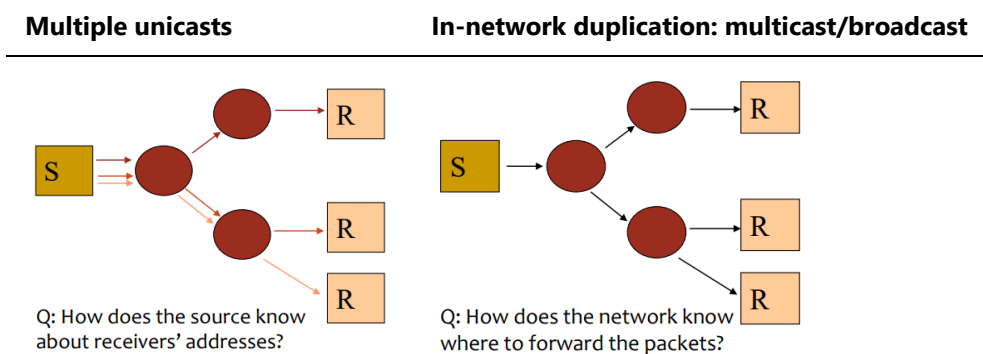 Multiple unicasts
In-network duplication: multicast/broadcast
S
R
R
R
Q: How does the source know
about receivers' addresses?
S
R
R
R
Q: How does the network know
where to forward the packets?